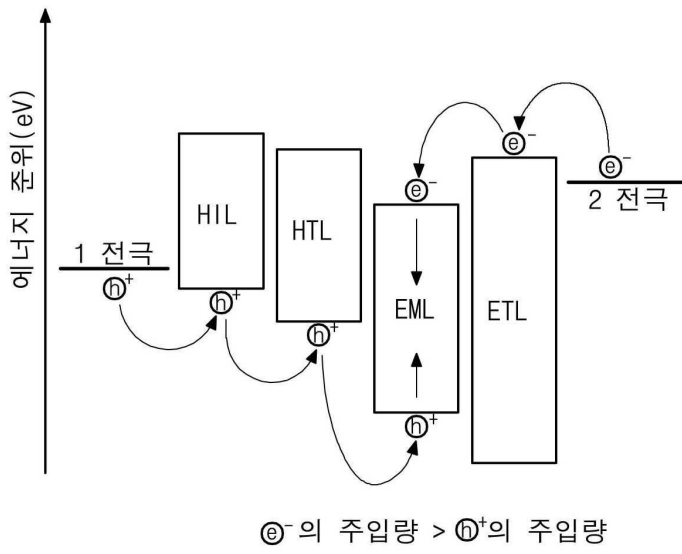 에너지 준위(eV)
1 전극
h⁺
HIL
h⁺
HTL
h⁺
e⁻
EML
h⁺
e⁻
ETL
e⁻
2 전극
e⁻의 주입량 > h⁺의 주입량